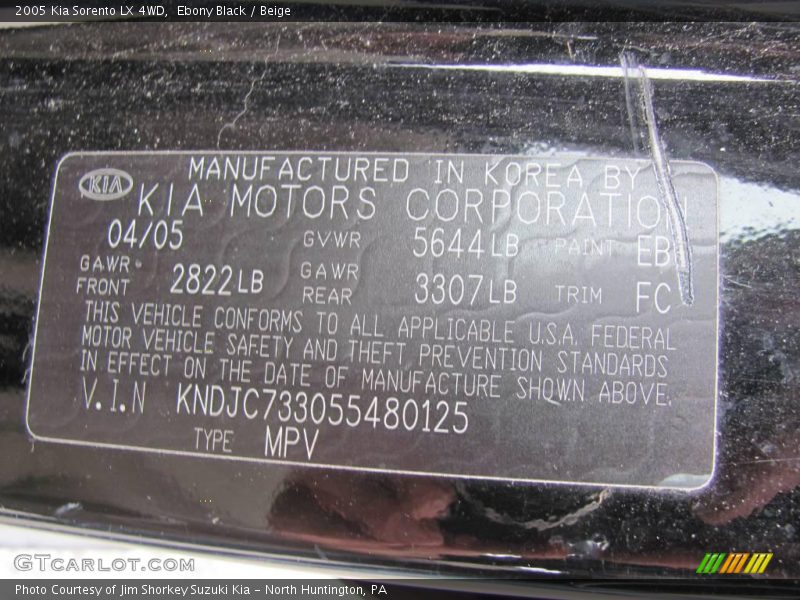 2005 Kia Sorento LX 4WD,  Ebony Black / Beige
KIA
MANUFACTURED IN KOREA BY
KIA MOTORS CORPORATION
04/05 GVWR 5644LB PAINT EB
GAWR FRONT 2822LB GAWR REAR 3307LB TRIM FC
THIS VEHICLE CONFORMS TO ALL APPLICABLE U.S.A. FEDERAL
MOTOR VEHICLE SAFETY AND THEFT PREVENTION STANDARDS
IN EFFECT ON THE DATE OF MANUFACTURE SHOWN ABOVE.
V.I.N KNDJC733055480125
TYPE MPV
GTCARLOT.COM
Photo Courtesy of Jim Shorkey Suzuki Kia - North Huntington, PA